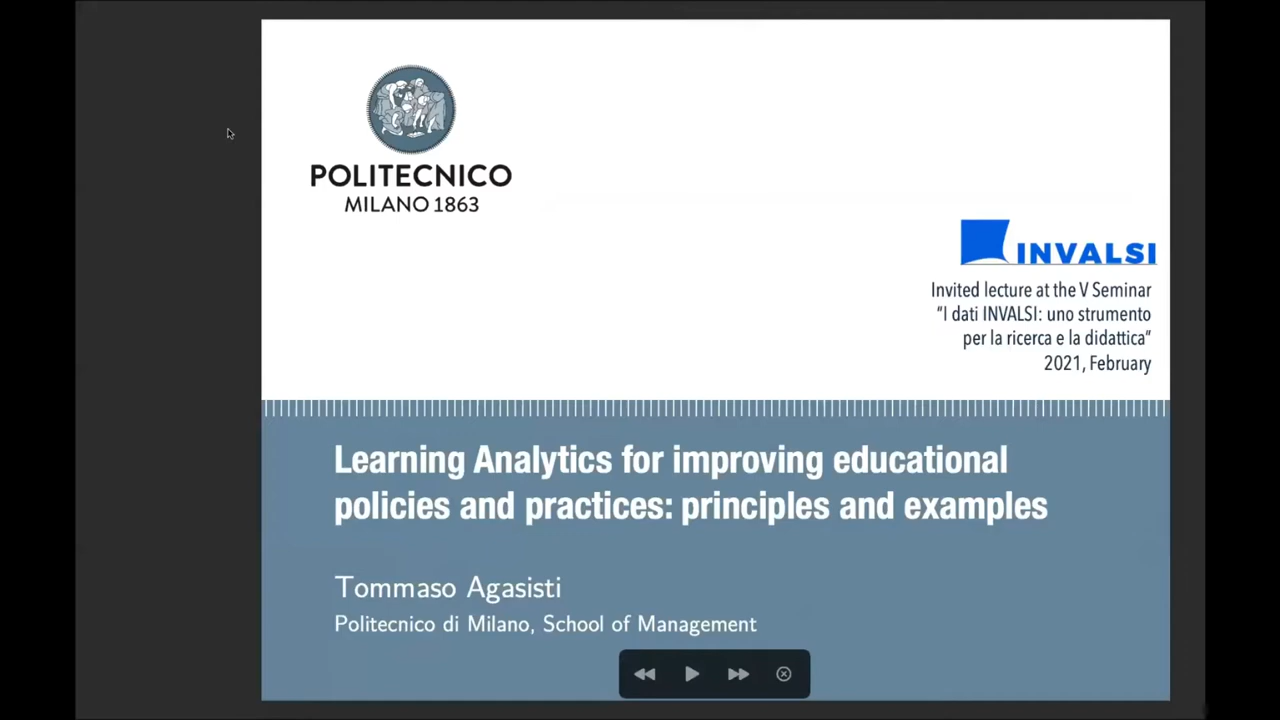 POLITECNICO
MILANO 1863
INVALSI
Invited lecture at the V Seminar
“I dati INVALSI: uno strumento
per la ricerca e la didattica”
2021, February
Learning Analytics for improving educational
policies and practices: principles and examples
Tommaso Agasisti
Politecnico di Milano, School of Management